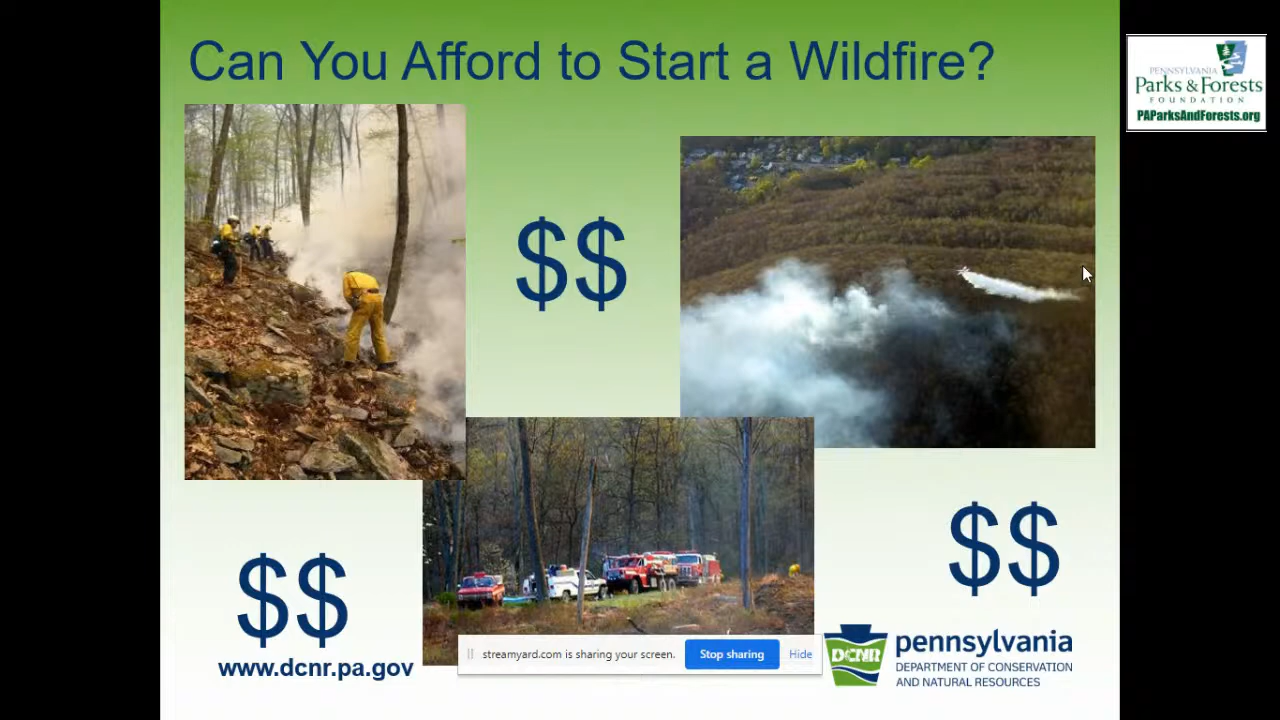 Can You Afford to Start a Wildfire?
PENNSYLVANIA
Parks & Forests
FOUNDATION
PAParksAndForests.org
$$
$$
$$
www.dcnr.pa.gov
streamyard.com is sharing your screen.
Stop sharing
Hide
DCNR
pennsylvania
DEPARTMENT OF CONSERVATION
AND NATURAL RESOURCES